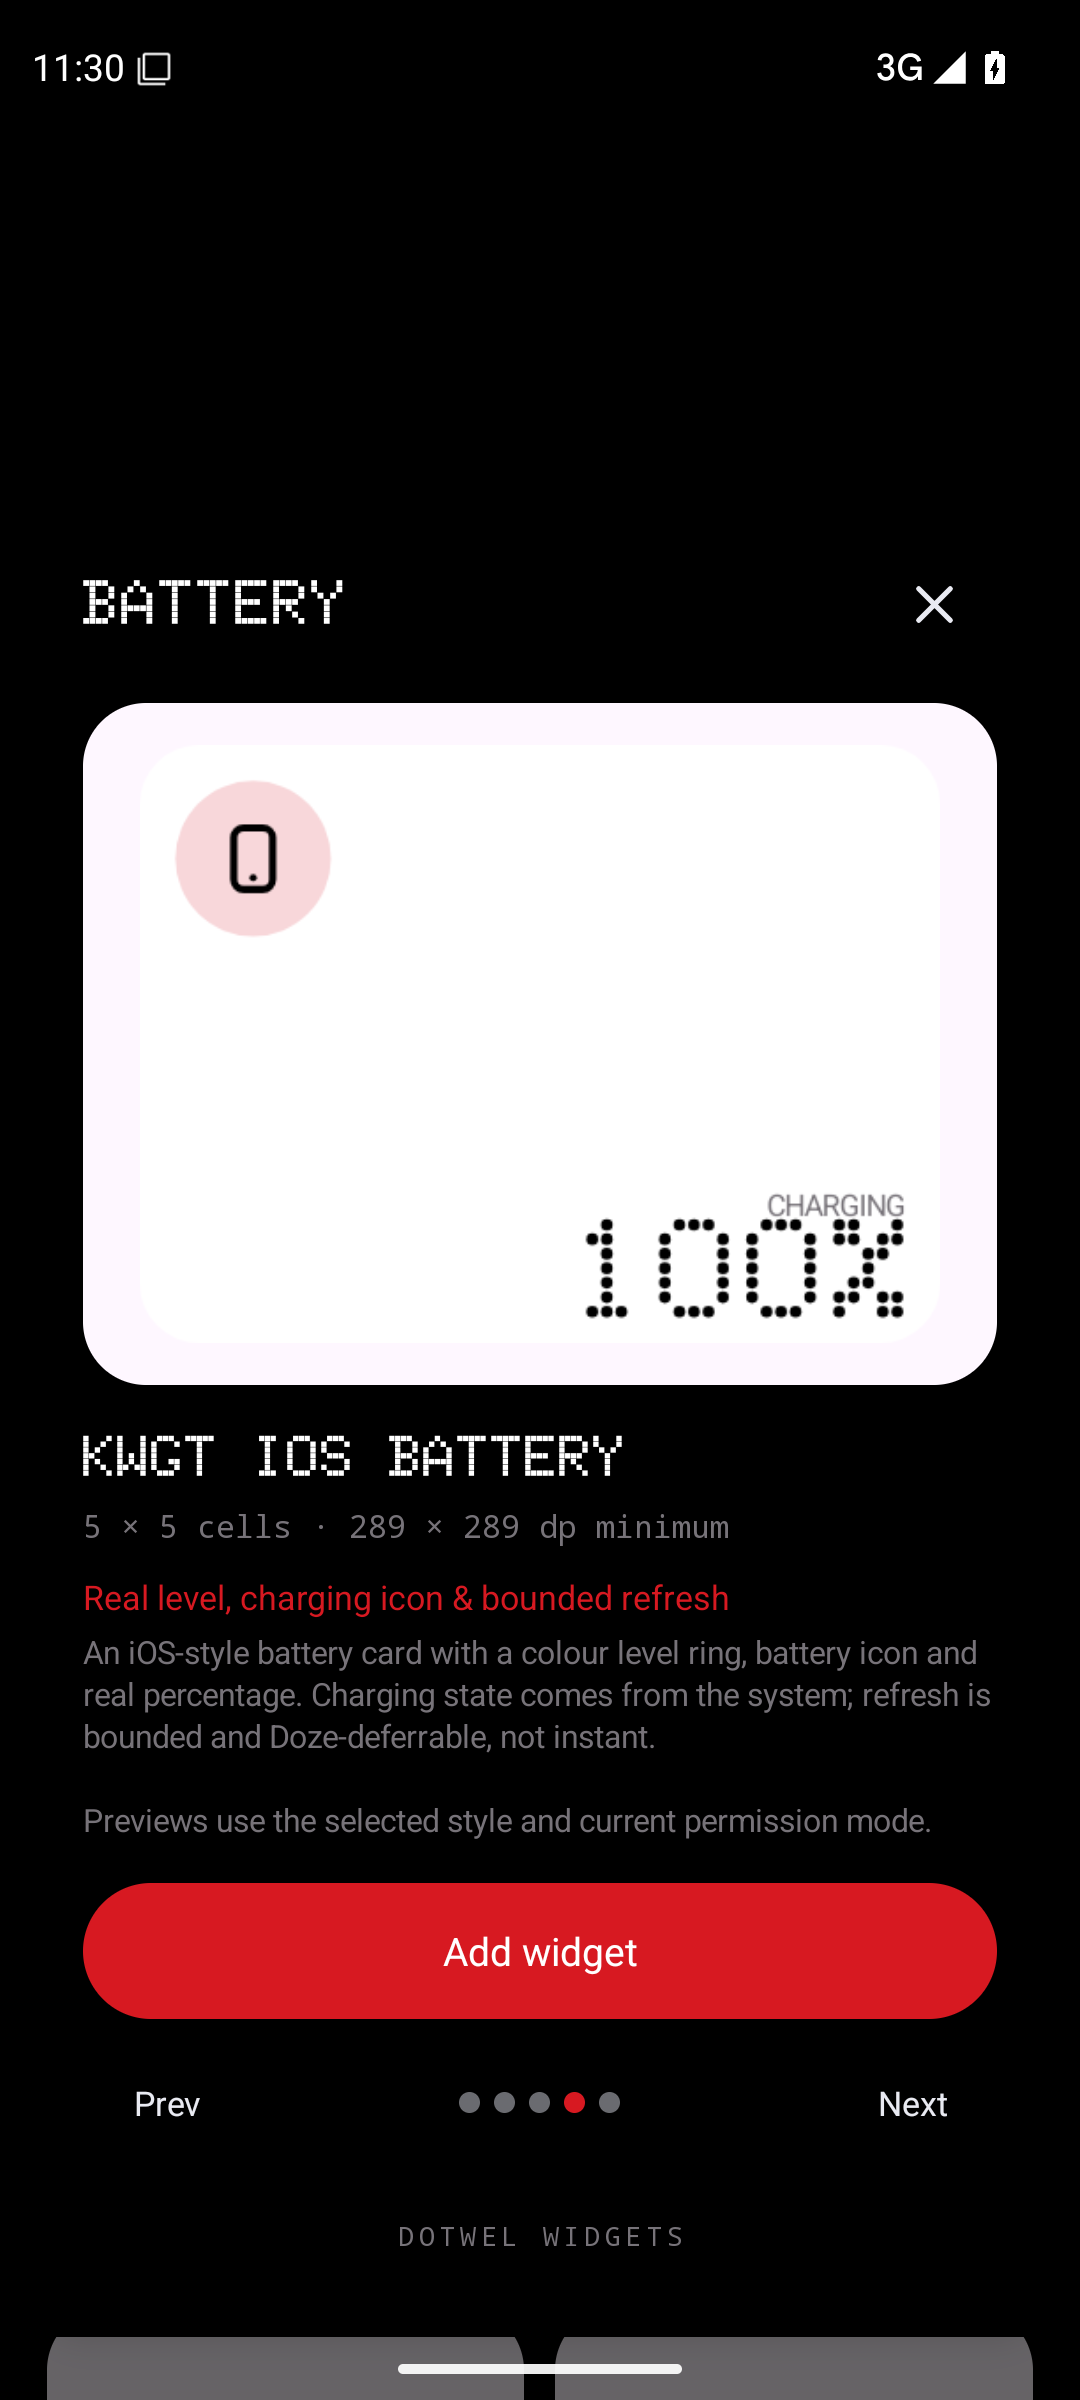 11:30
3G
BATTERY
CHARGING
100%
KWGT IOS BATTERY
5 × 5 cells · 289 × 289 dp minimum
Real level, charging icon & bounded refresh
An iOS-style battery card with a colour level ring, battery icon and
real percentage. Charging state comes from the system; refresh is
bounded and Doze-deferrable, not instant.
Previews use the selected style and current permission mode.
Add widget
Prev
Next
DOTWEL WIDGETS